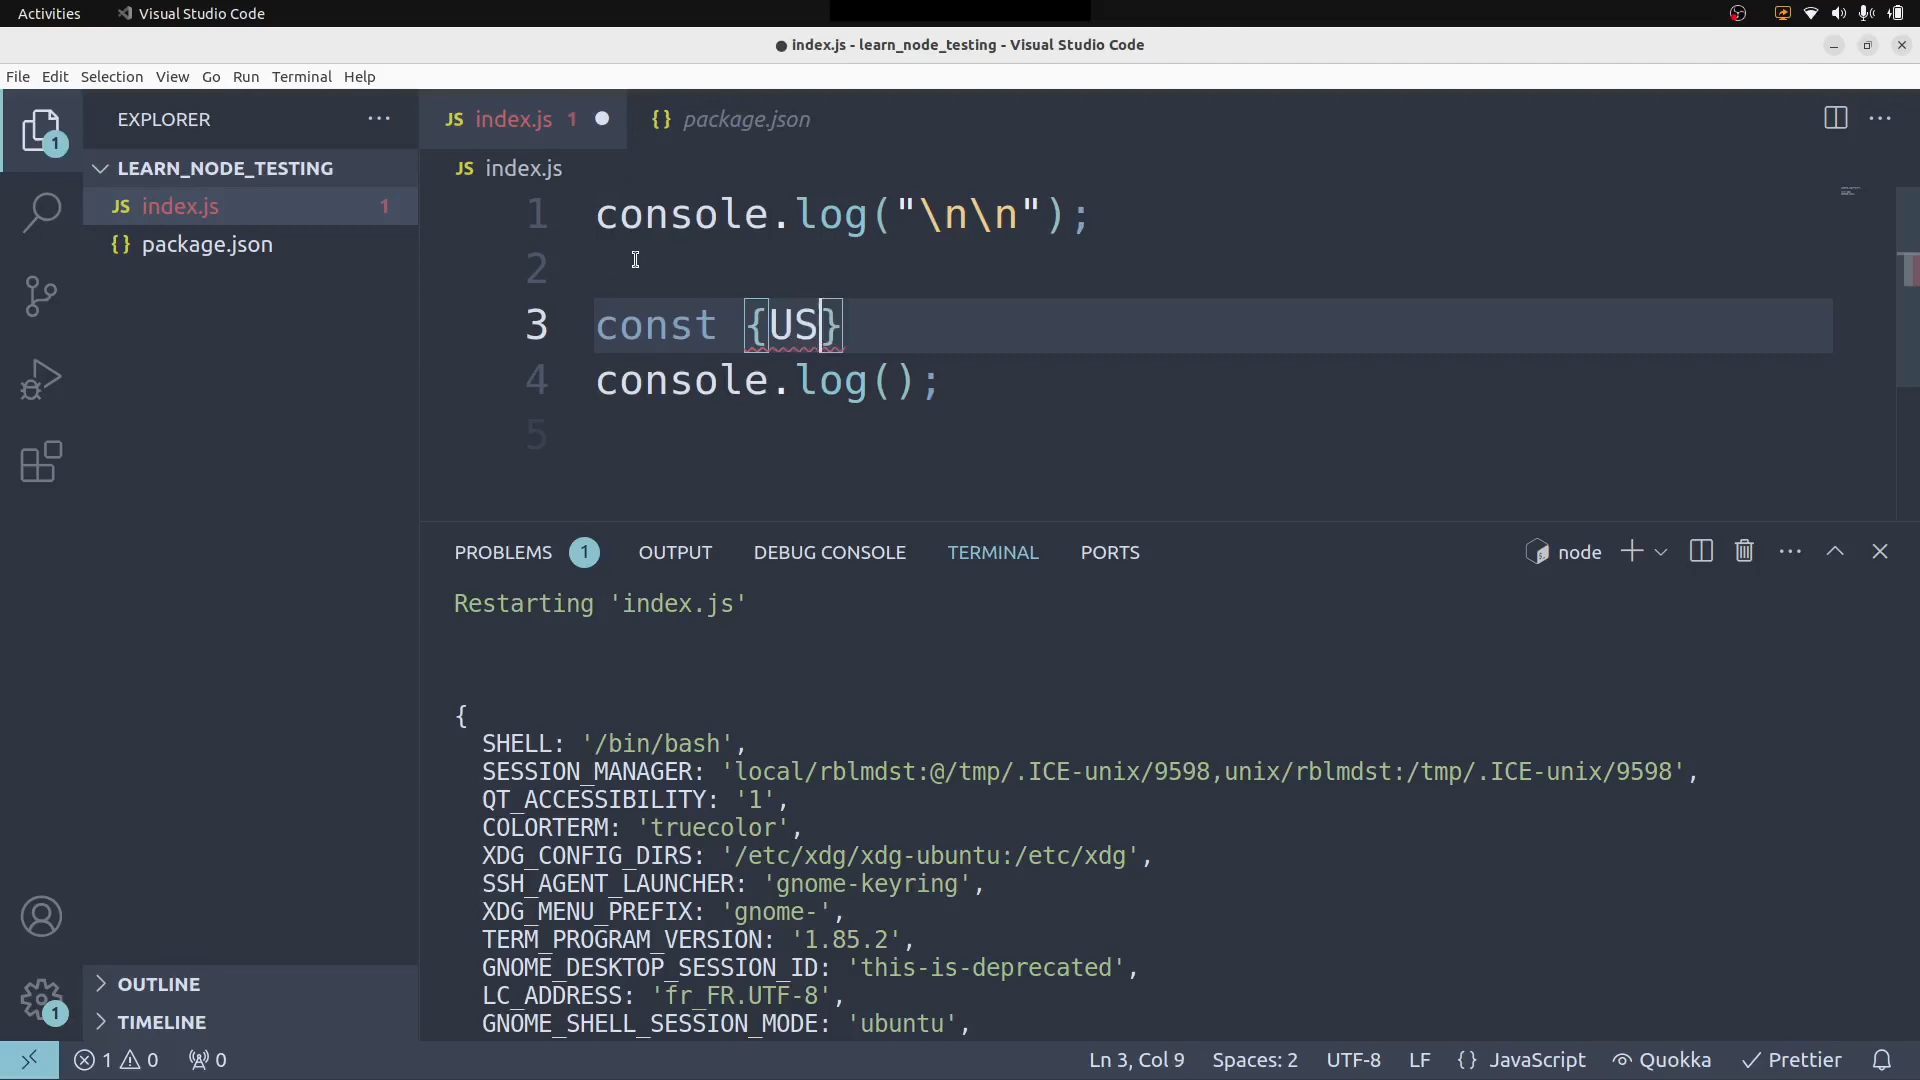 Activities
Visual Studio Code
● index.js - learn_node_testing - Visual Studio Code
File Edit Selection View Go Run Terminal Help
EXPLORER
LEARN_NODE_TESTING
JS index.js 1
{} package.json
OUTLINE
TIMELINE
1
1
JS index.js 1
{} package.json
JS index.js
1 console.log("\n\n");
2
3 const {US}
4 console.log();
5
PROBLEMS 1 OUTPUT DEBUG CONSOLE TERMINAL PORTS
node
Restarting 'index.js'
{
SHELL: '/bin/bash',
SESSION_MANAGER: 'local/rblmdst:@/tmp/.ICE-unix/9598,unix/rblmdst:/tmp/.ICE-unix/9598',
QT_ACCESSIBILITY: '1',
COLORTERM: 'truecolor',
XDG_CONFIG_DIRS: '/etc/xdg/xdg-ubuntu:/etc/xdg',
SSH_AGENT_LAUNCHER: 'gnome-keyring',
XDG_MENU_PREFIX: 'gnome-',
TERM_PROGRAM_VERSION: '1.85.2',
GNOME_DESKTOP_SESSION_ID: 'this-is-deprecated',
LC_ADDRESS: 'fr_FR.UTF-8',
GNOME_SHELL_SESSION_MODE: 'ubuntu',
1 0 0
Ln 3, Col 9 Spaces: 2 UTF-8 LF {} JavaScript Quokka Prettier